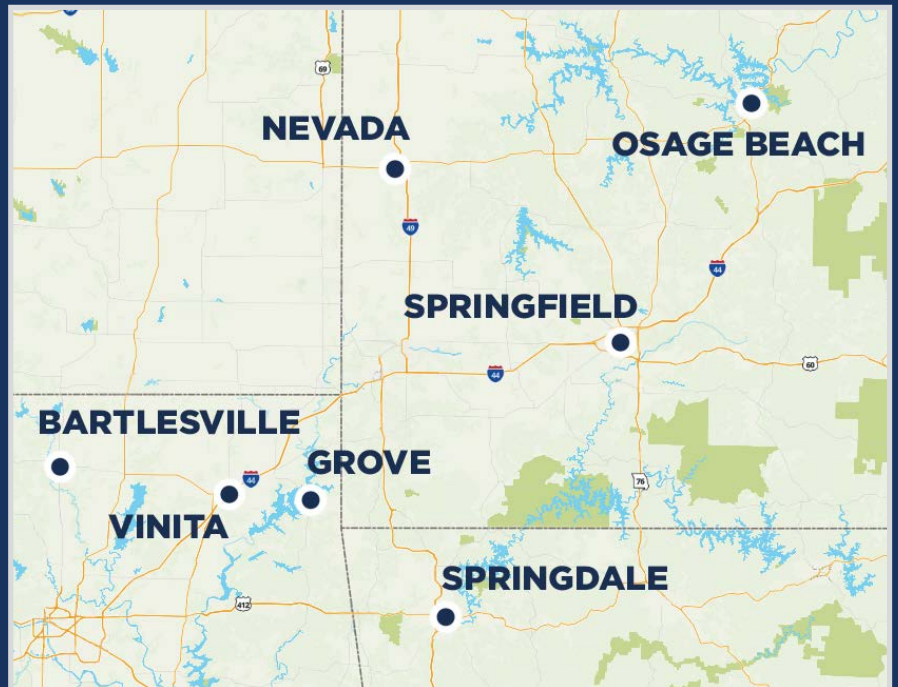 69
NEVADA
OSAGE BEACH
49
44
SPRINGFIELD
44
60
BARTLESVILLE
GROVE
44
76
VINITA
SPRINGDALE
412